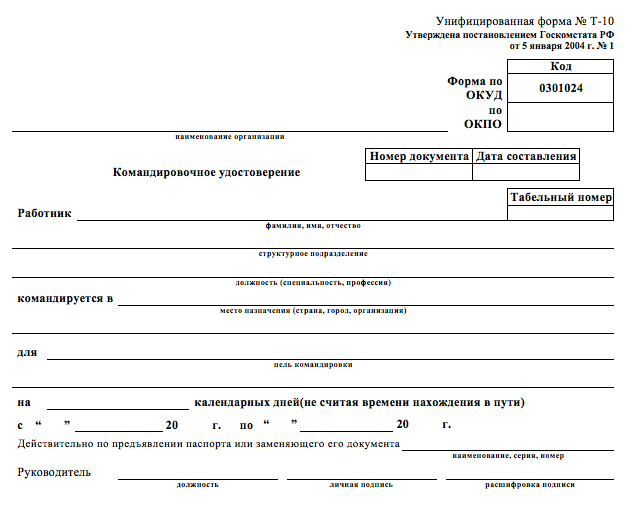 Унифицированная форма № Т-10
Утверждена постановлением Госкомстата РФ
от 5 января 2004 г. № 1
Код
Форма по ОКУД 0301024
по ОКПО
наименование организации
Номер документа Дата составления
Командировочное удостоверение
Табельный номер
Работник
фамилия, имя, отчество
структурное подразделение
должность (специальность, профессия)
командируется в
место назначения (страна, город, организация)
для
цель командировки
на календарных дней(не считая времени нахождения в пути)
с “ ” 20 г. по “ ” 20 г.
Действительно по предъявлении паспорта или заменяющего его документа
наименование, серия, номер
Руководитель
должность личная подпись расшифровка подписи